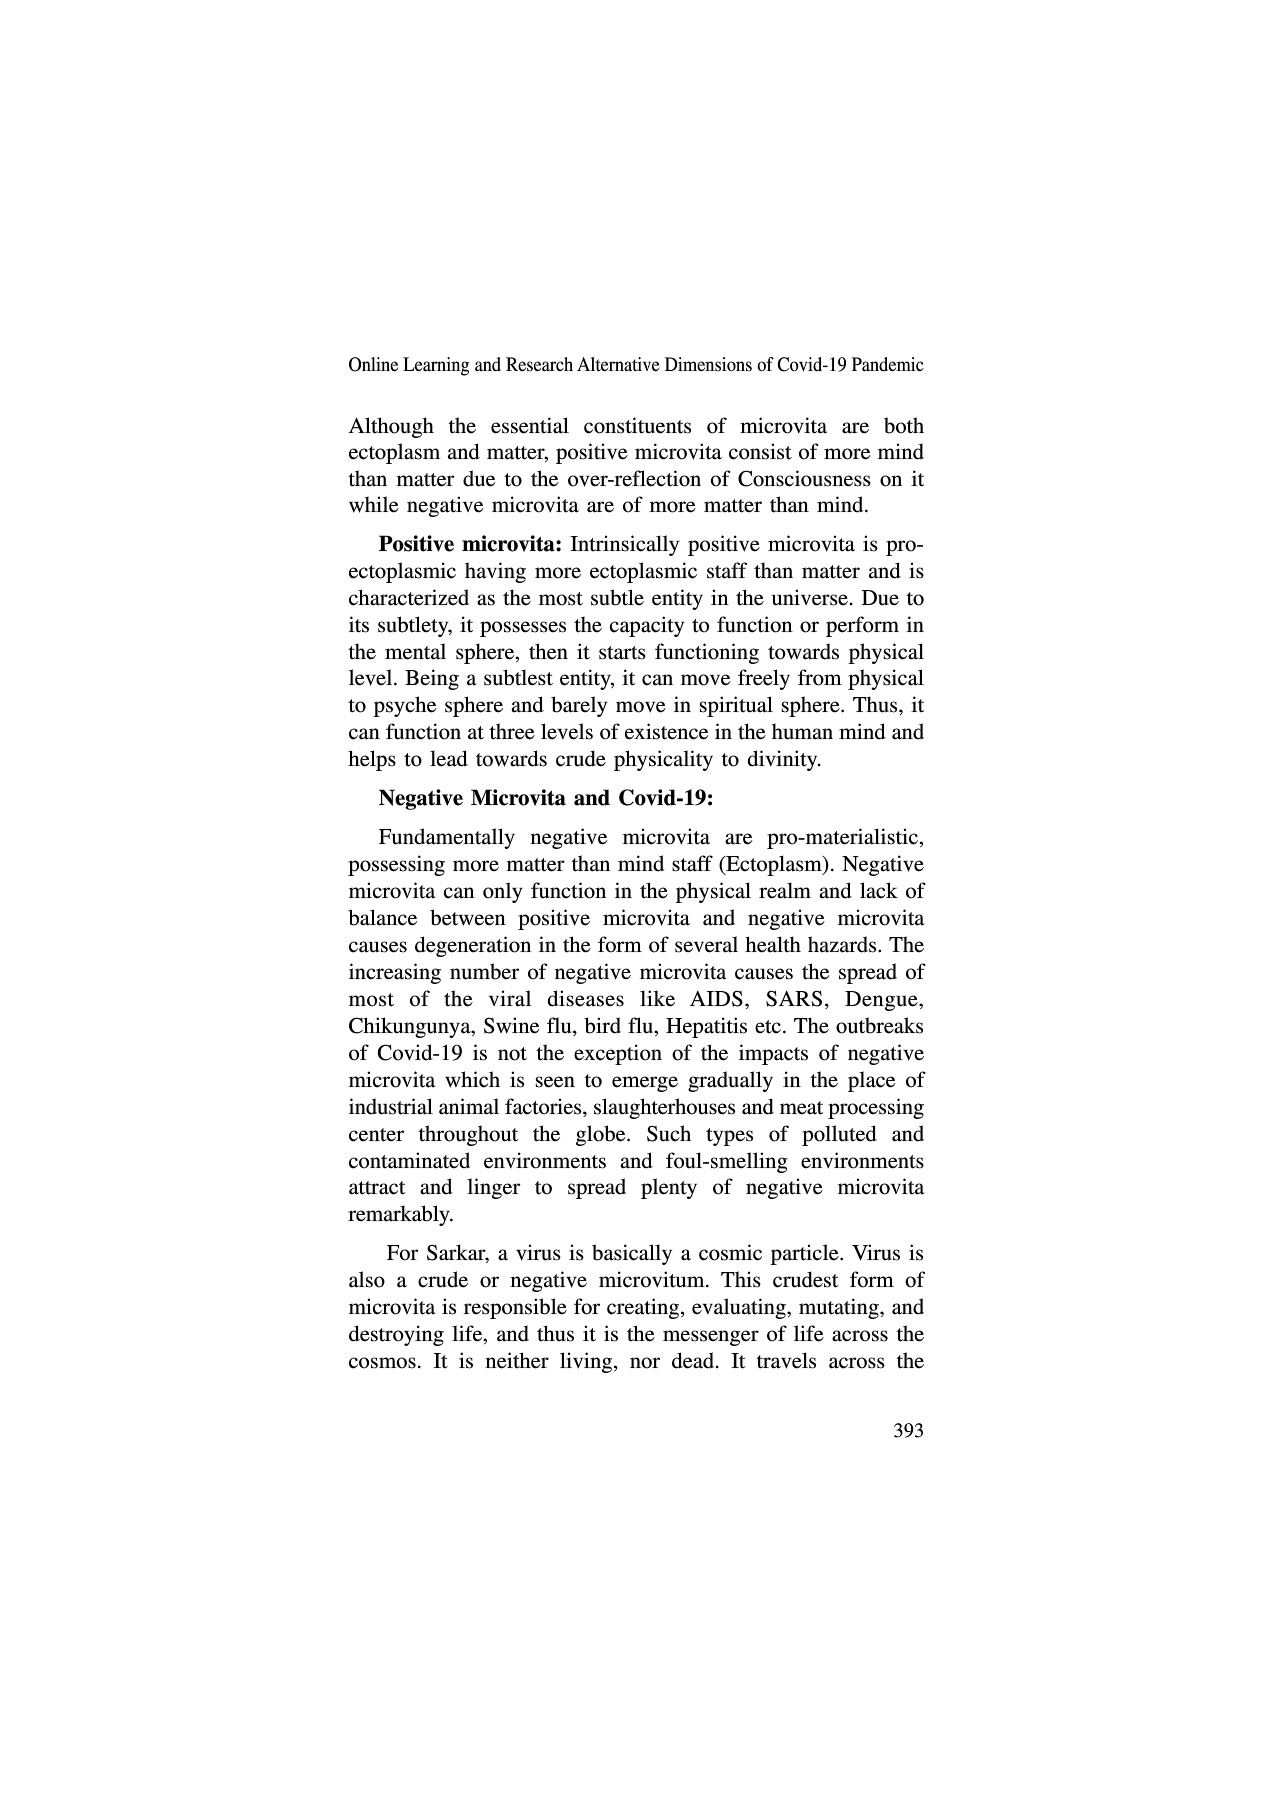 Online Learning and Research Alternative Dimensions of Covid-19 Pandemic
Although the essential constituents of microvita are both
ectoplasm and matter, positive microvita consist of more mind
than matter due to the over-reflection of Consciousness on it
while negative microvita are of more matter than mind.
Positive microvita: Intrinsically positive microvita is pro-
ectoplasmic having more ectoplasmic staff than matter and is
characterized as the most subtle entity in the universe. Due to
its subtlety, it possesses the capacity to function or perform in
the mental sphere, then it starts functioning towards physical
level. Being a subtlest entity, it can move freely from physical
to psyche sphere and barely move in spiritual sphere. Thus, it
can function at three levels of existence in the human mind and
helps to lead towards crude physicality to divinity.
Negative Microvita and Covid-19:
Fundamentally negative microvita are pro-materialistic,
possessing more matter than mind staff (Ectoplasm). Negative
microvita can only function in the physical realm and lack of
balance between positive microvita and negative microvita
causes degeneration in the form of several health hazards. The
increasing number of negative microvita causes the spread of
most of the viral diseases like AIDS, SARS, Dengue,
Chikungunya, Swine flu, bird flu, Hepatitis etc. The outbreaks
of Covid-19 is not the exception of the impacts of negative
microvita which is seen to emerge gradually in the place of
industrial animal factories, slaughterhouses and meat processing
center throughout the globe. Such types of polluted and
contaminated environments and foul-smelling environments
attract and linger to spread plenty of negative microvita
remarkably.
For Sarkar, a virus is basically a cosmic particle. Virus is
also a crude or negative microvitum. This crudest form of
microvita is responsible for creating, evaluating, mutating, and
destroying life, and thus it is the messenger of life across the
cosmos. It is neither living, nor dead. It travels across the
393